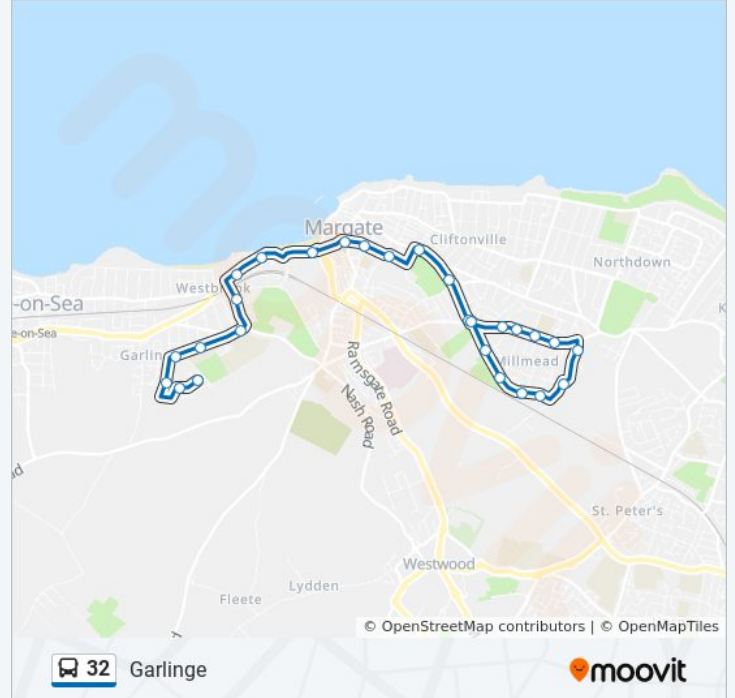 Margate
Cliftonville
Northdown
Westbrook
-on-Sea
e-on-Sea
Garlin
Millmead
Ramsgate Road
Nash Road
St. Peter's
Westwood
Lydden
Fleete
© OpenStreetMap contributors | © OpenMapTiles
32 Garlinge
moovit